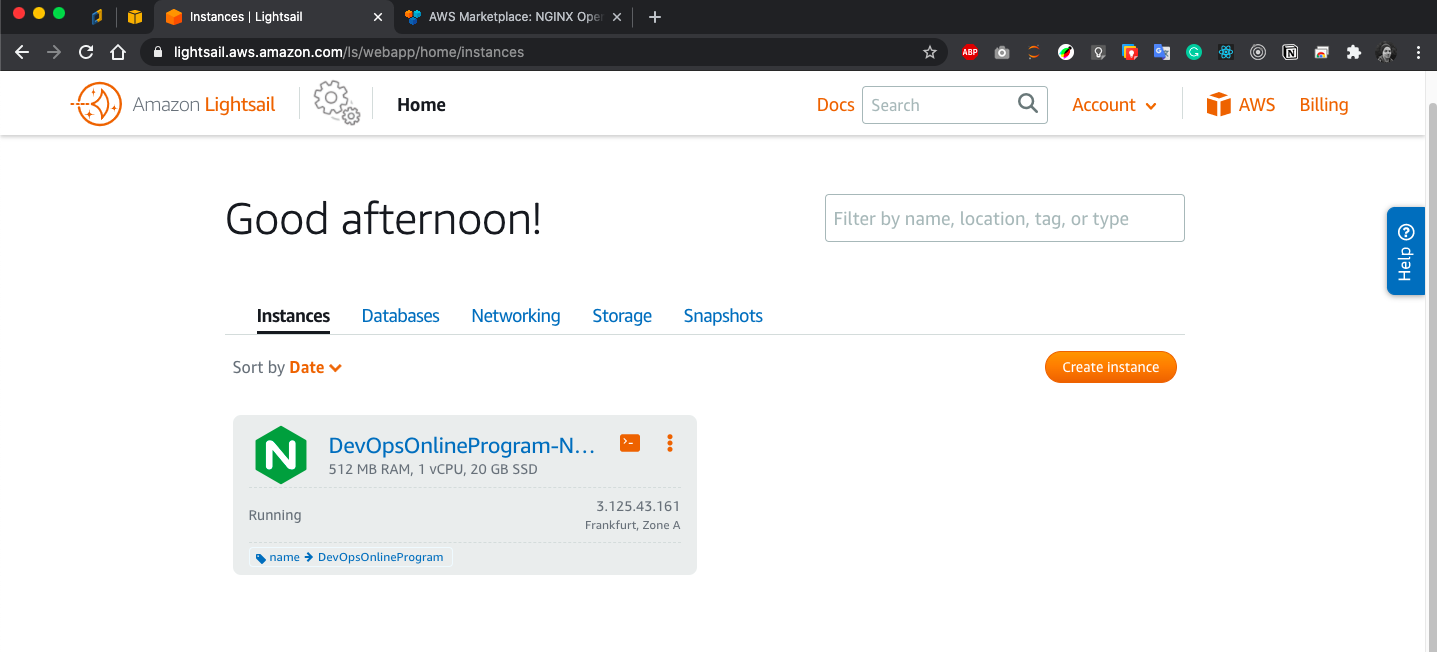 Instances | Lightsail
AWS Marketplace: NGINX Oper
lightsail.aws.amazon.com/ls/webapp/home/instances
ABP
Amazon Lightsail
Home
Docs
Search
Account
AWS
Billing
Good afternoon!
Filter by name, location, tag, or type
Help
Instances
Databases
Networking
Storage
Snapshots
Sort by Date
Create instance
N
DevOpsOnlineProgram-N...
512 MB RAM, 1 vCPU, 20 GB SSD
Running
3.125.43.161
Frankfurt, Zone A
name → DevOpsOnlineProgram